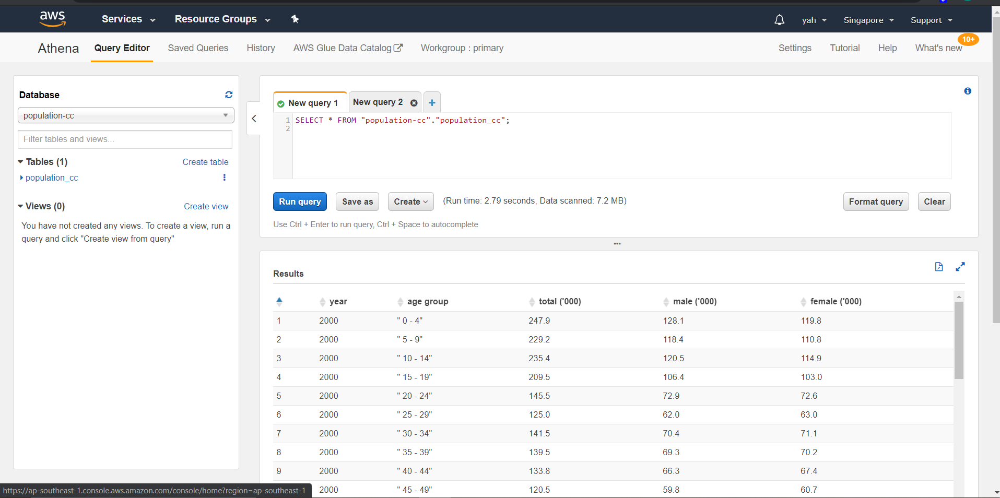 aws Services Resource Groups yah Singapore Support
Athena Query Editor Saved Queries History AWS Glue Data Catalog Workgroup : primary Settings Tutorial Help What's new 10+
Database
population-cc
Filter tables and views...
Tables (1) Create table
population_cc
Views (0) Create view
You have not created any views. To create a view, run a
query and click "Create view from query"
New query 1 New query 2
1 SELECT * FROM "population-cc"."population_cc";
2
Run query Save as Create (Run time: 2.79 seconds, Data scanned: 7.2 MB) Format query Clear
Use Ctrl + Enter to run query, Ctrl + Space to autocomplete
Results
year age group total ('000) male ('000) female ('000)
1 2000 " 0 - 4" 247.9 128.1 119.8
2 2000 " 5 - 9" 229.2 118.4 110.8
3 2000 " 10 - 14" 235.4 120.5 114.9
4 2000 " 15 - 19" 209.5 106.4 103.0
5 2000 " 20 - 24" 145.5 72.9 72.6
6 2000 " 25 - 29" 125.0 62.0 63.0
7 2000 " 30 - 34" 141.5 70.4 71.1
8 2000 " 35 - 39" 139.5 69.3 70.2
9 2000 " 40 - 44" 133.8 66.3 67.4
2000 " 45 - 49" 120.5 59.8 60.7
https://ap-southeast-1.console.aws.amazon.com/console/home?region=ap-southeast-1